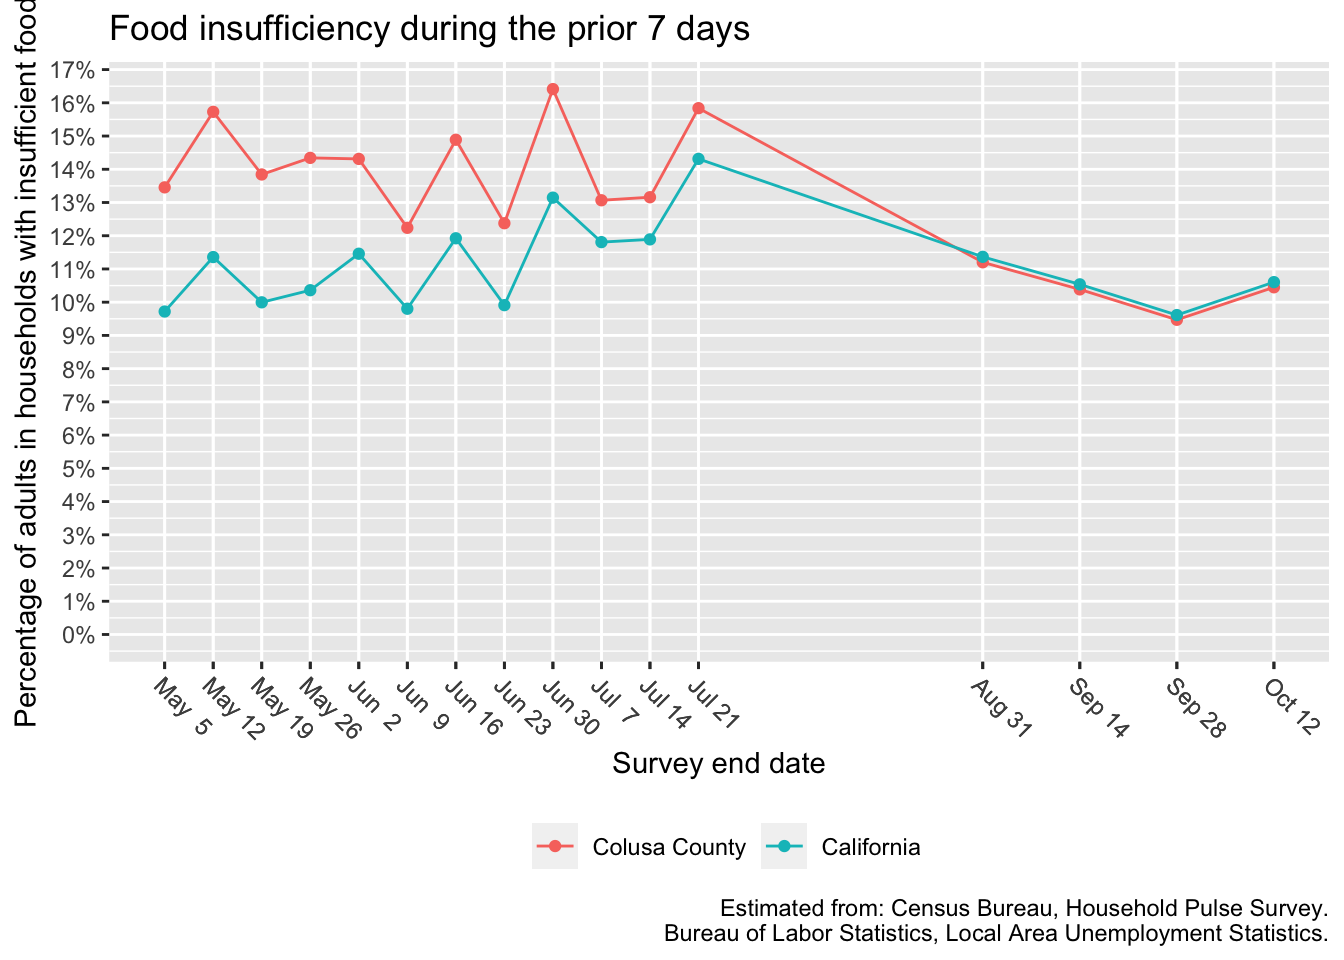 Food insufficiency during the prior 7 days
Percentage of adults in households with insufficient food
17%
16%
15%
14%
13%
12%
11%
10%
9%
8%
7%
6%
5%
4%
3%
2%
1%
0%
May 5
May 12
May 19
May 26
Jun 2
Jun 9
Jun 16
Jun 23
Jun 30
Jul 7
Jul 14
Jul 21
Aug 31
Sep 14
Sep 28
Oct 12
Survey end date
Colusa County
California
Estimated from: Census Bureau, Household Pulse Survey.
Bureau of Labor Statistics, Local Area Unemployment Statistics.